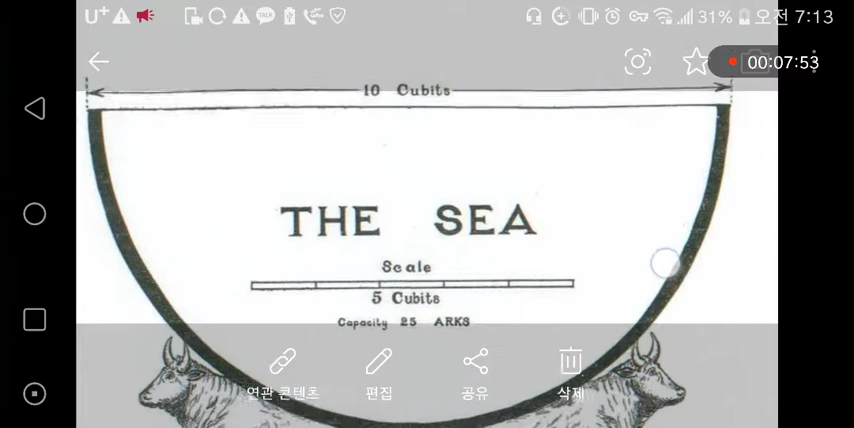 U+ TALK 31% 오전 7:13
00:07:53
10 Cubits
THE SEA
Scale
5 Cubits
Capacity 25 ARKS
연관 콘텐츠 편집 공유 삭제